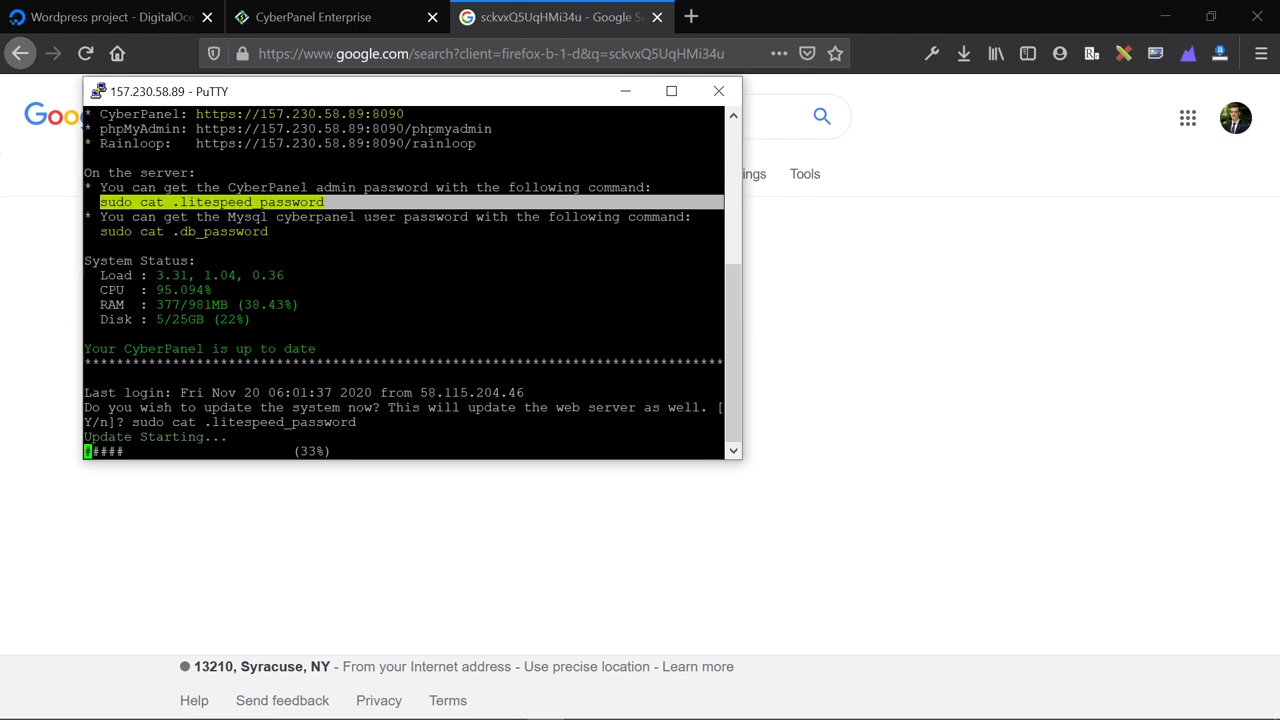 Wordpress project - DigitalOce
CyberPanel Enterprise
sckvxQ5UqHMi34u - Google Se
https://www.google.com/search?client=firefox-b-1-d&q=sckvxQ5UqHMi34u
157.230.58.89 - PuTTY
Goo
* CyberPanel: https://157.230.58.89:8090
* phpMyAdmin: https://157.230.58.89:8090/phpmyadmin
* Rainloop:   https://157.230.58.89:8090/rainloop
ings
Tools
On the server:
* You can get the CyberPanel admin password with the following command:
sudo cat .litespeed_password
* You can get the Mysql cyberpanel user password with the following command:
sudo cat .db_password
System Status:
Load : 3.31, 1.04, 0.36
CPU  : 95.094%
RAM  : 377/981MB (38.43%)
Disk : 5/25GB (22%)
Your CyberPanel is up to date
********************************************************************************
Last login: Fri Nov 20 06:01:37 2020 from 58.115.204.46
Do you wish to update the system now? This will update the web server as well. [
Y/n]? sudo cat .litespeed_password
Update Starting...
##### (33%)
13210, Syracuse, NY - From your Internet address - Use precise location - Learn more
Help Send feedback Privacy Terms